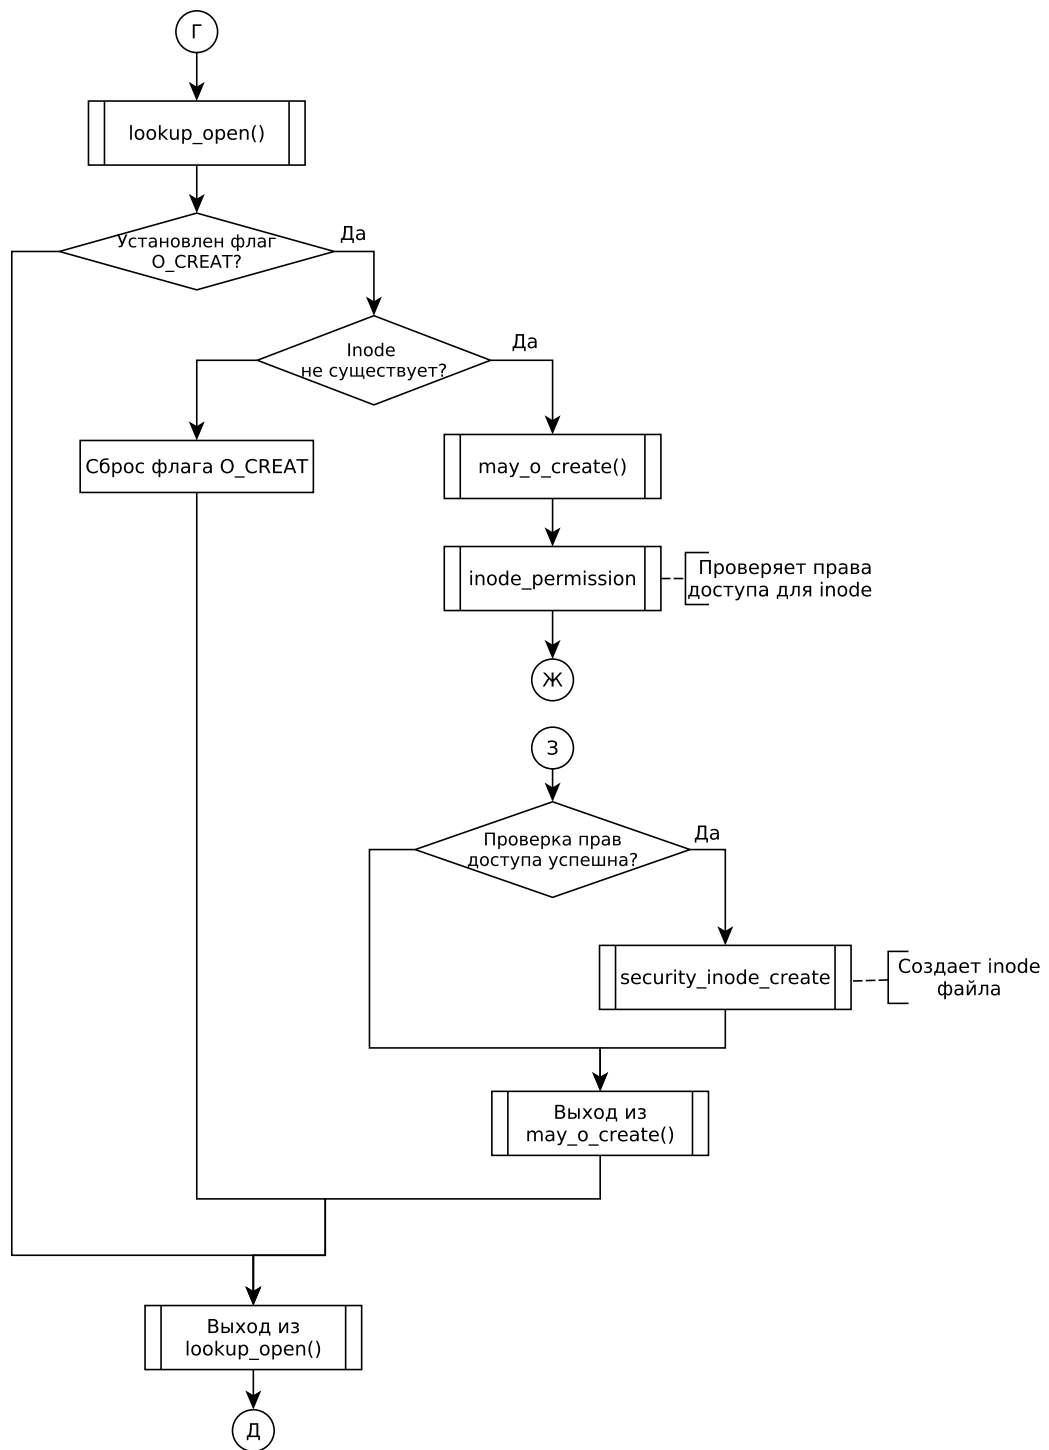 Г
lookup_open()
Установлен флаг
O_CREAT?
Да
Inode
не существует?
Да
Сброс флага O_CREAT
may_o_create()
inode_permission
Проверяет права
доступа для inode
Ж
З
Проверка прав
доступа успешна?
Да
security_inode_create
Создает inode
файла
Выход из
may_o_create()
Выход из
lookup_open()
Д